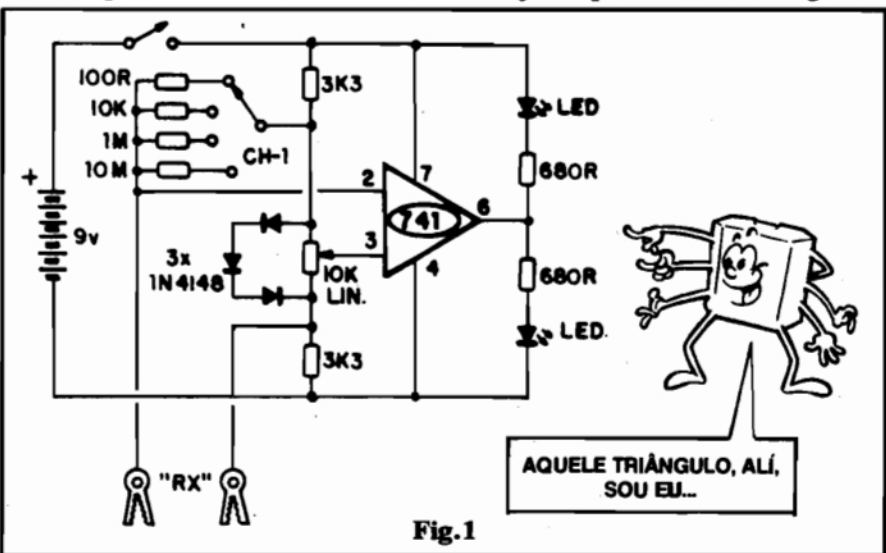 100R
10K
1M
10M
CH-1
3K3
+
9v
3x
1N4148
10K
LIN.
2
3
7
741
6
4
LED
680R
680R
LED.
3K3
"RX"
AQUELE TRIÂNGULO, ALÍ,
SOU EU...
Fig.1